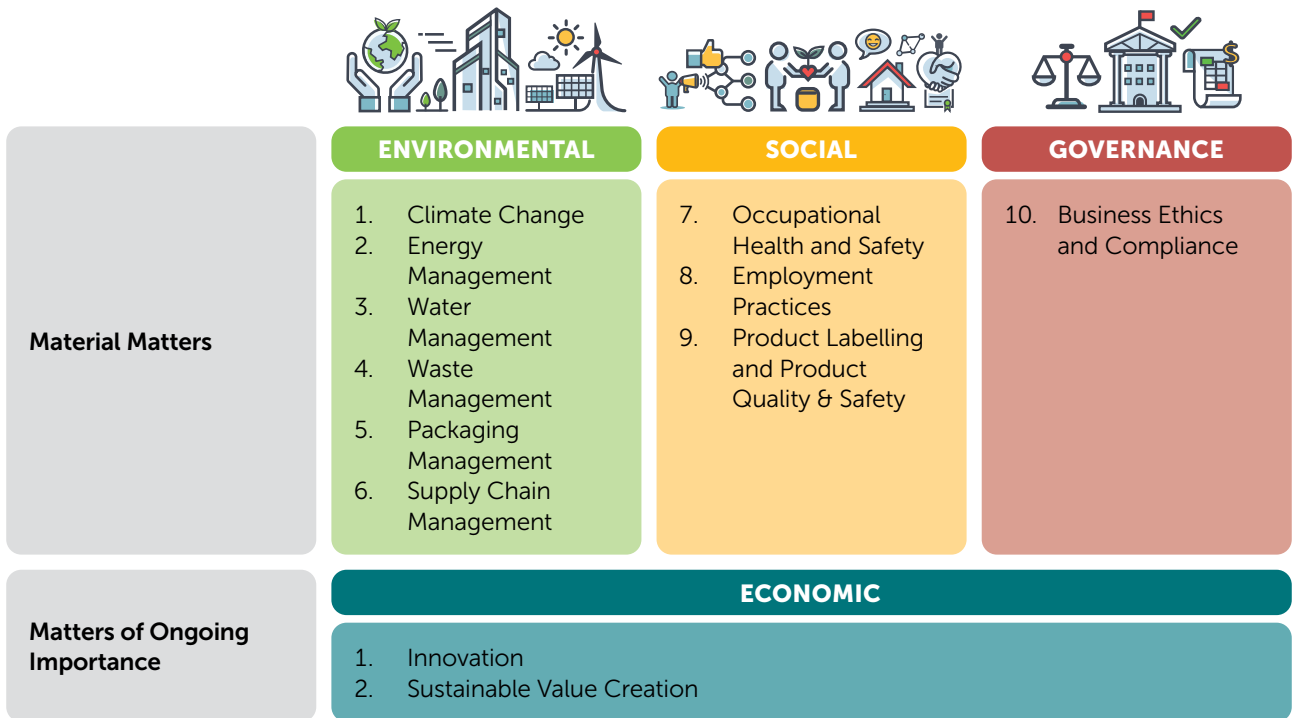 ENVIRONMENTAL
SOCIAL
GOVERNANCE
Material Matters
1. Climate Change
2. Energy
Management
3. Water
Management
4. Waste
Management
5. Packaging
Management
6. Supply Chain
Management
7. Occupational
Health and Safety
8. Employment
Practices
9. Product Labelling
and Product
Quality & Safety
10. Business Ethics
and Compliance
Matters of Ongoing
Importance
ECONOMIC
1. Innovation
2. Sustainable Value Creation